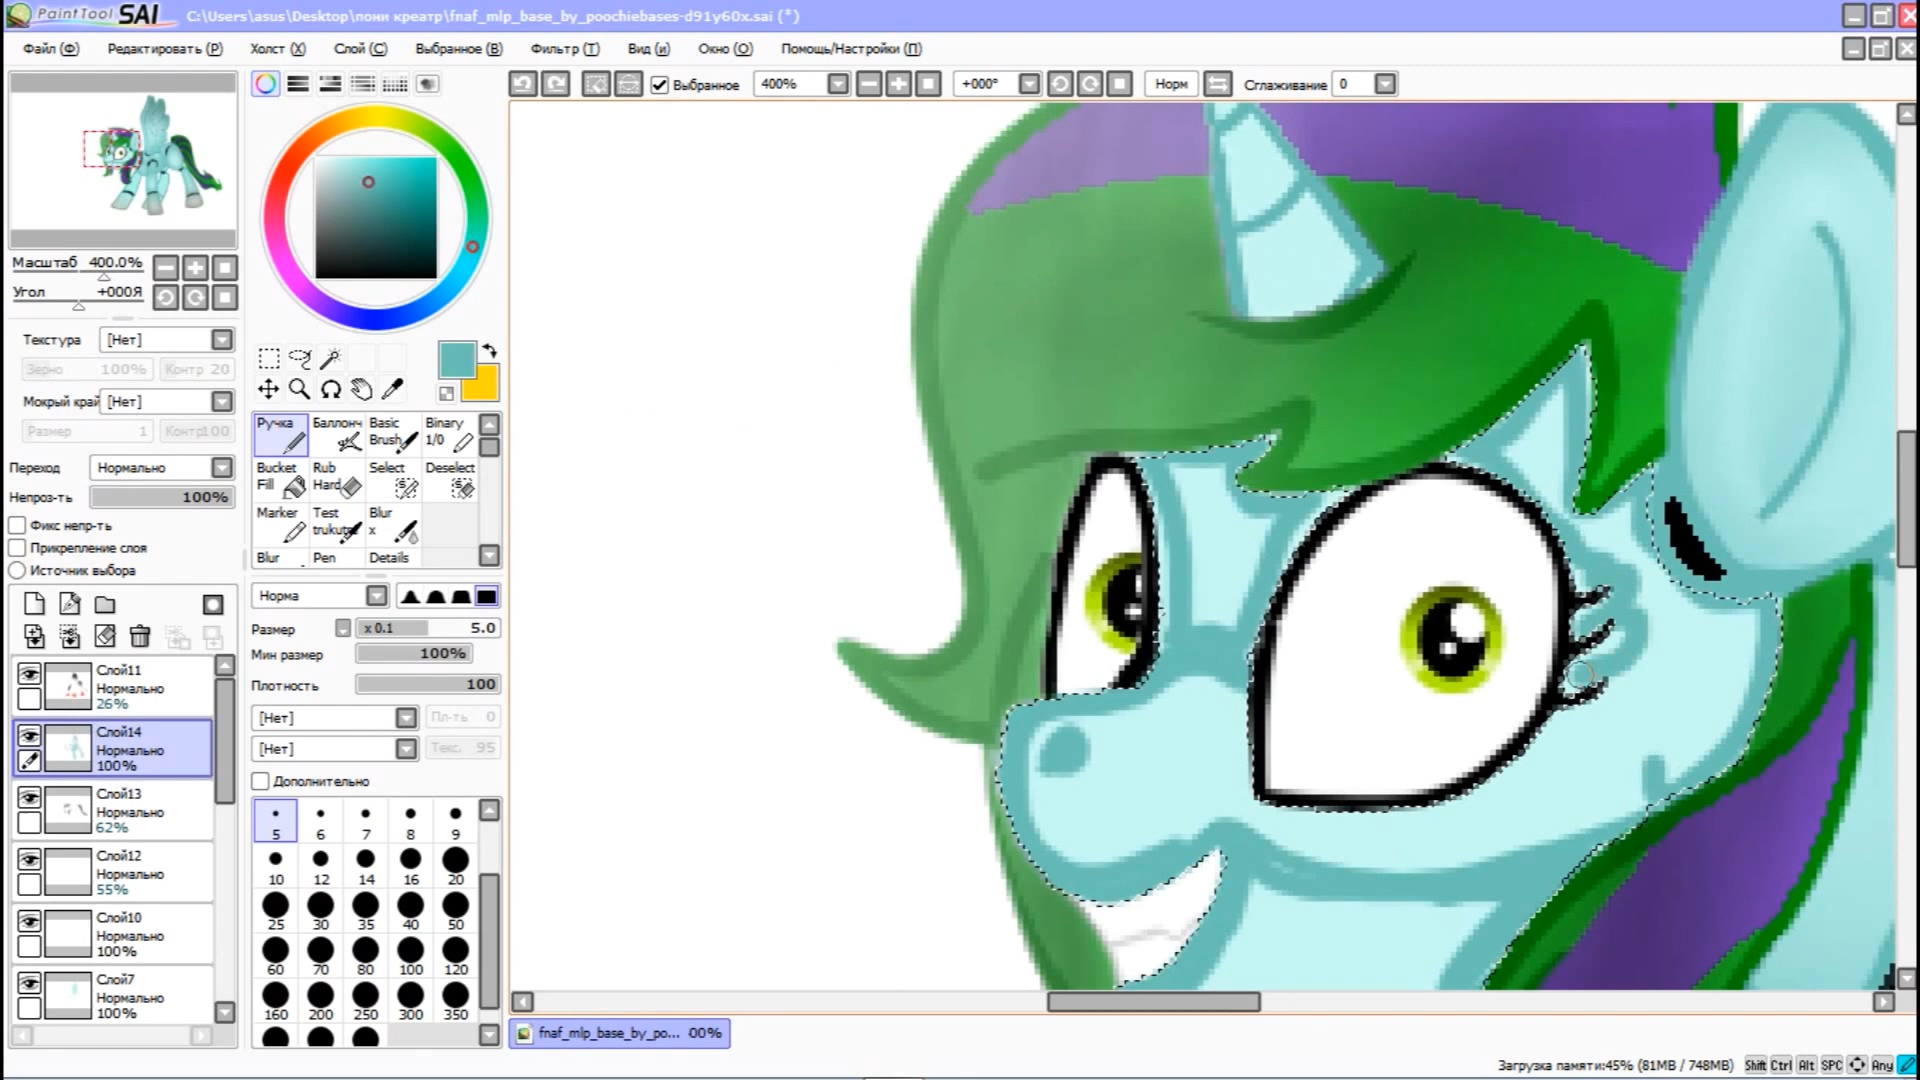 PaintTool SAI C:\Users\asus\Desktop\пони креатр\fnaf_mlp_base_by_poochiebases-d91y60x.sai (*)
Файл (Ф) Редактировать (Р) Холст (Х) Слой (С) Выбранное (В) Фильтр (Т) Вид (и) Окно (О) Помощь/Настройки (П)
Выбранное 400% +000° Норм Сглаживание 0
Масштаб 400.0%
Угол +000Я
Текстура [Нет]
Зерно 100% Контр 20
Мокрый край [Нет]
Размер 1 Контр100
Переход Нормально
Непроз-ть 100%
Фикс непр-ть
Прикрепление слоя
Источник выбора
Слой11
Нормально
26%
Слой14
Нормально
100%
Слой13
Нормально
62%
Слой12
Нормально
55%
Слой10
Нормально
100%
Слой7
Нормально
100%
Ручка Баллонч Basic Brush Binary 1/0
Bucket Fill Rub Hard Select Deselect
Marker Test trukuta Blur x
Blur Pen Details
Норма
Размер x 0.1 5.0
Мин размер 100%
Плотность 100
[Нет] Пл-ть 0
[Нет] Текс. 95
Дополнительно
5 6 7 8 9
10 12 14 16 20
25 30 35 40 50
60 70 80 100 120
160 200 250 300 350
fnaf_mlp_base_by_po... 00%
Загрузка памяти:45% (81MB / 748MB) Shift Ctrl Alt SPC Any